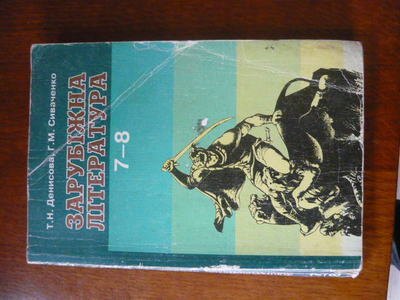 Т. Н. Денисова, Г. М. Сиваченко
ЗАРУБІЖНА
ЛІТЕРАТУРА
7–8